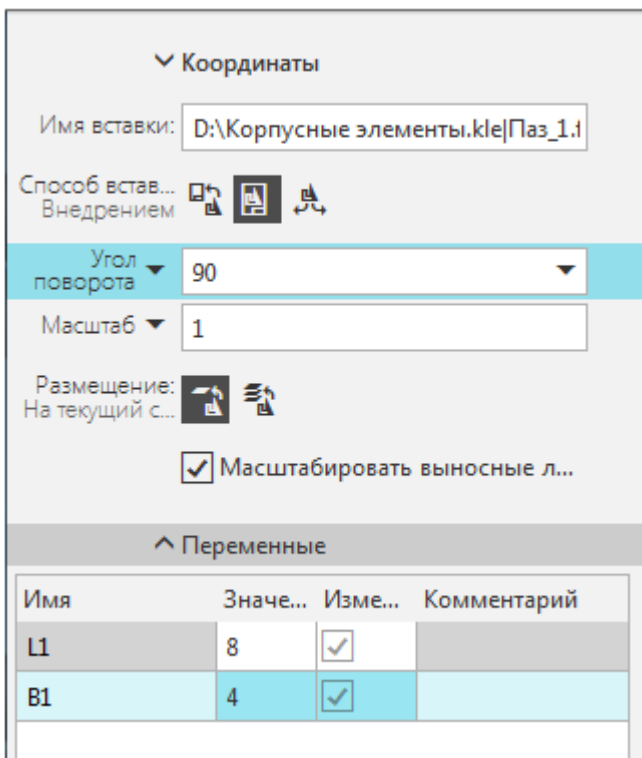 Координаты
Имя вставки: D:\Корпусные элементы.kle|Паз_1.f
Способ встав...
Внедрением
Угол
поворота 90
Масштаб 1
Размещение:
На текущий с...
Масштабировать выносные л...
Переменные
Имя Значе... Изме... Комментарий
L1 8
B1 4